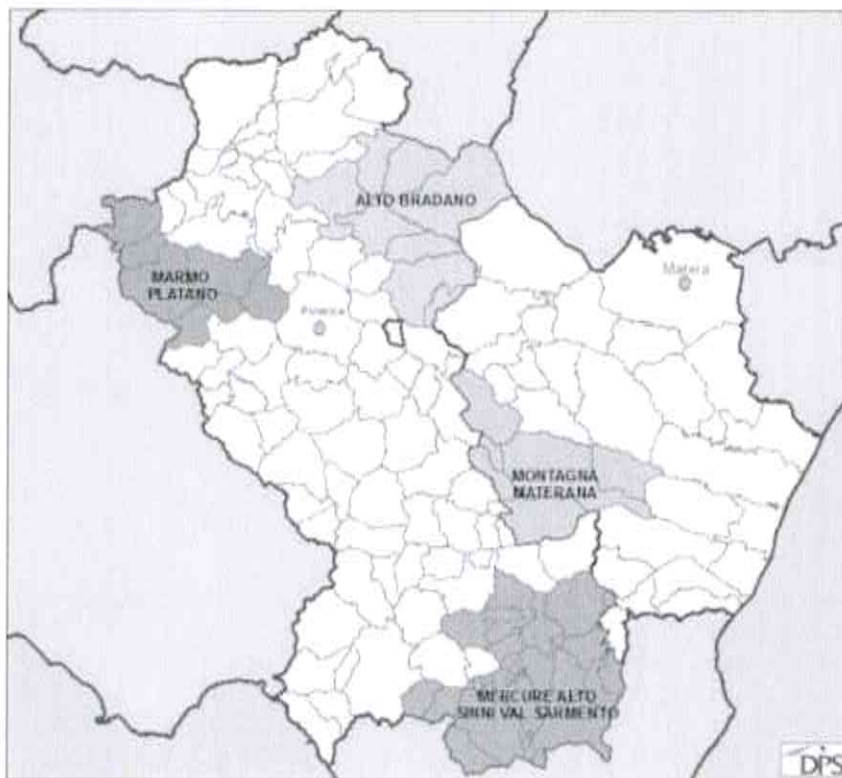 ALTO BRADANO
MARMO
PLATANO
Matera
Potenza
MONTAGNA
MATERANA
MERCURE ALTO
SINNI VAL SARMENTO
DPS